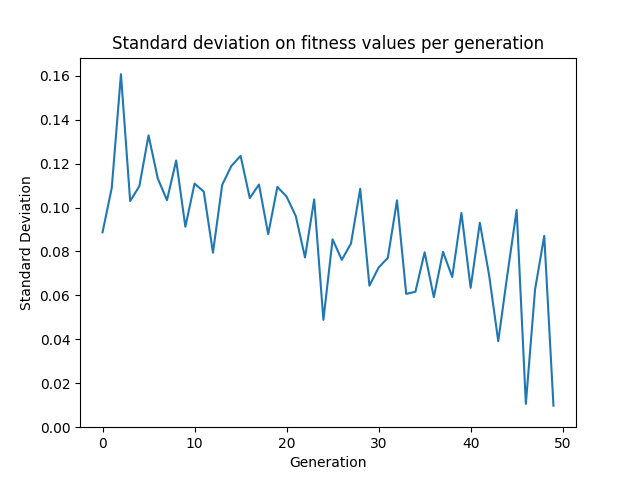 Standard deviation on fitness values per generation
0.16
0.14
0.12
0.10
0.08
0.06
0.04
0.02
0.00
Standard Deviation
0 10 20 30 40 50
Generation